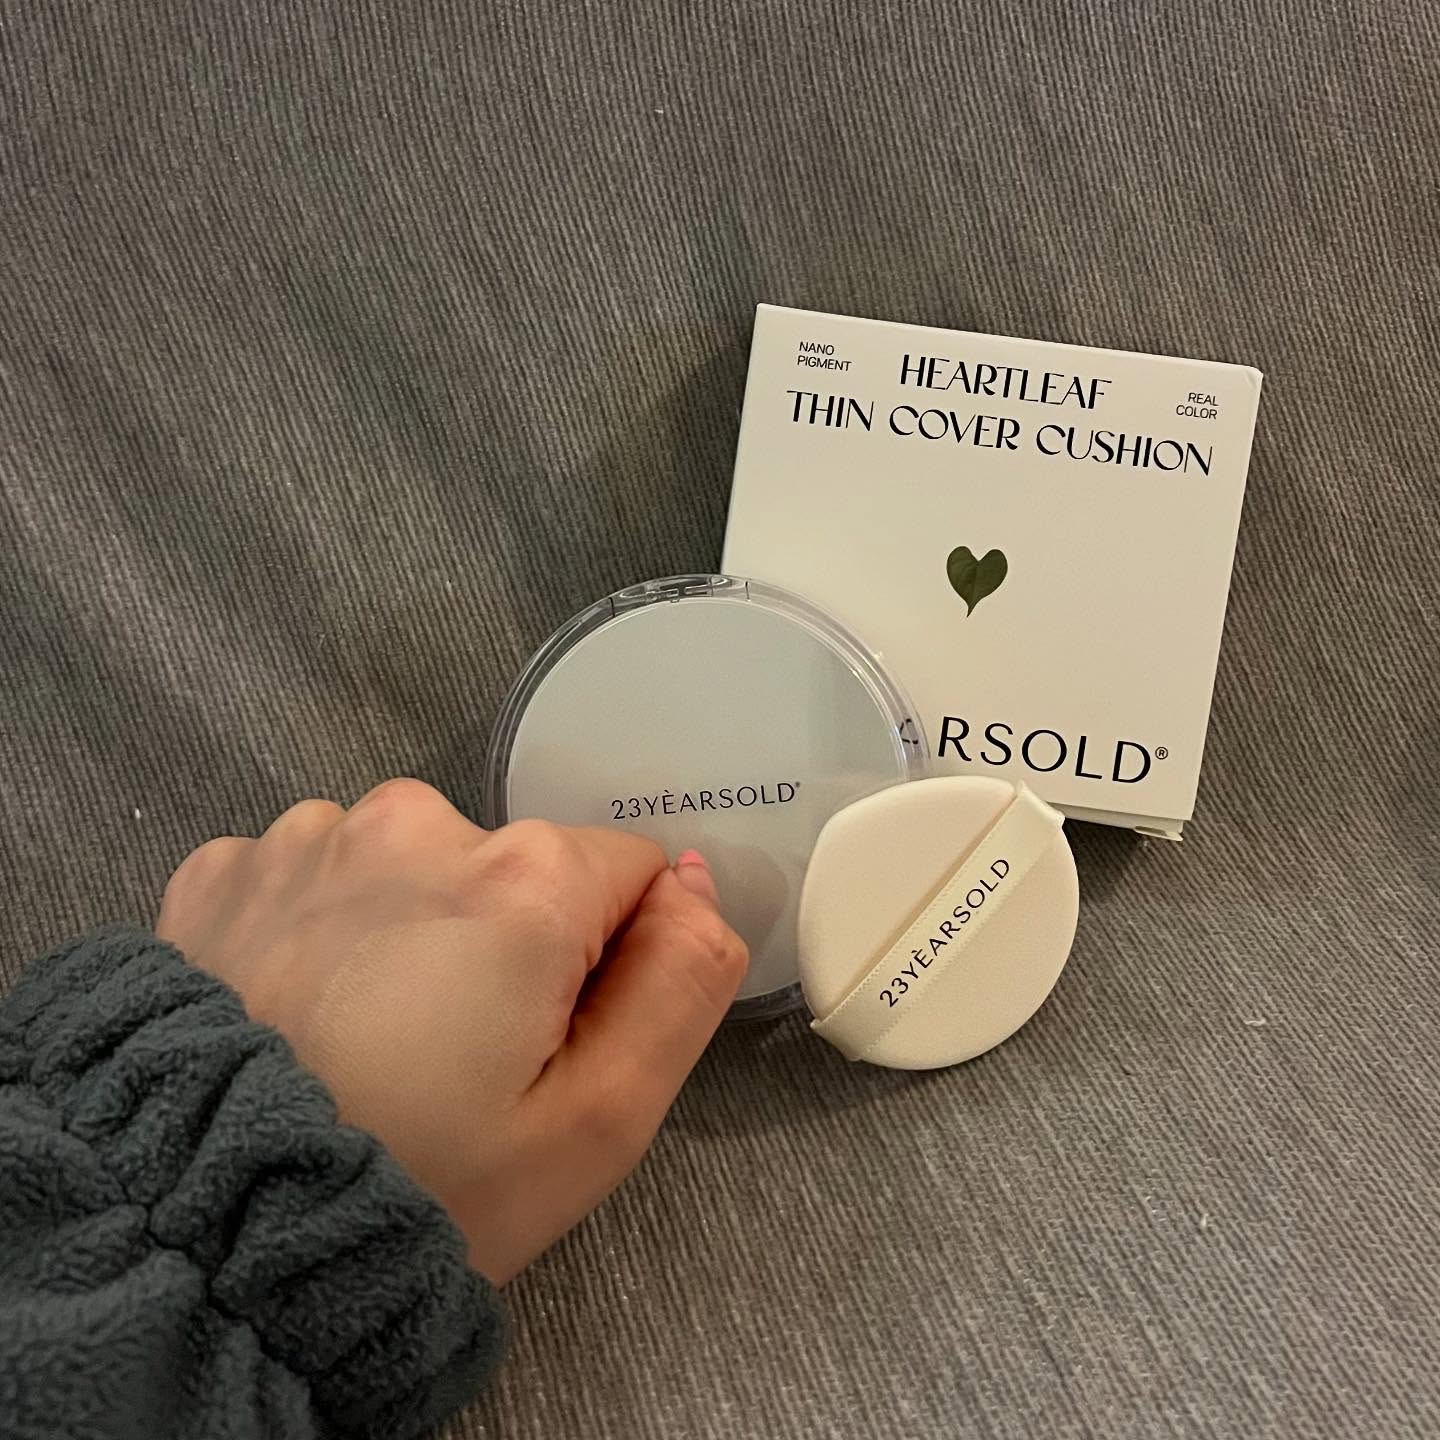 NANO
PIGMENT
HEARTLEAF
THIN COVER CUSHION
REAL
COLOR
RSOLD®
23YÈARSOLD®
23YÈARSOLD